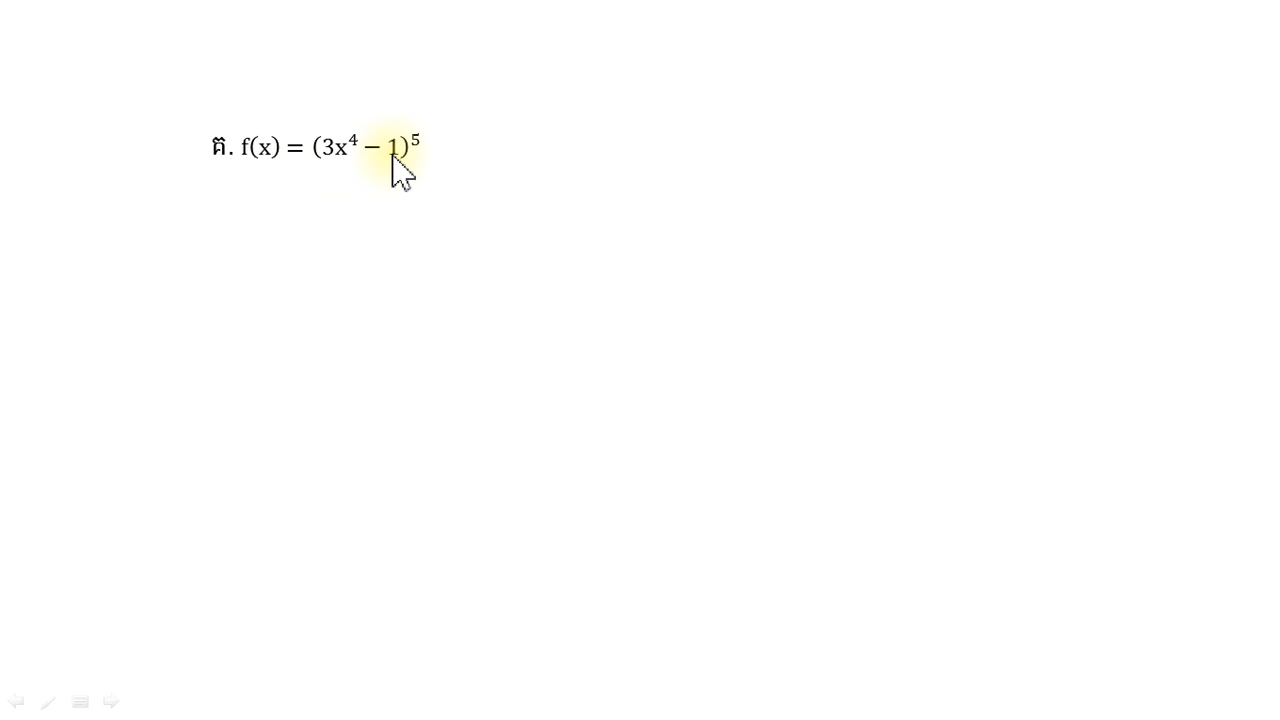 គ. f(x) = (3x⁴ − 1)⁵